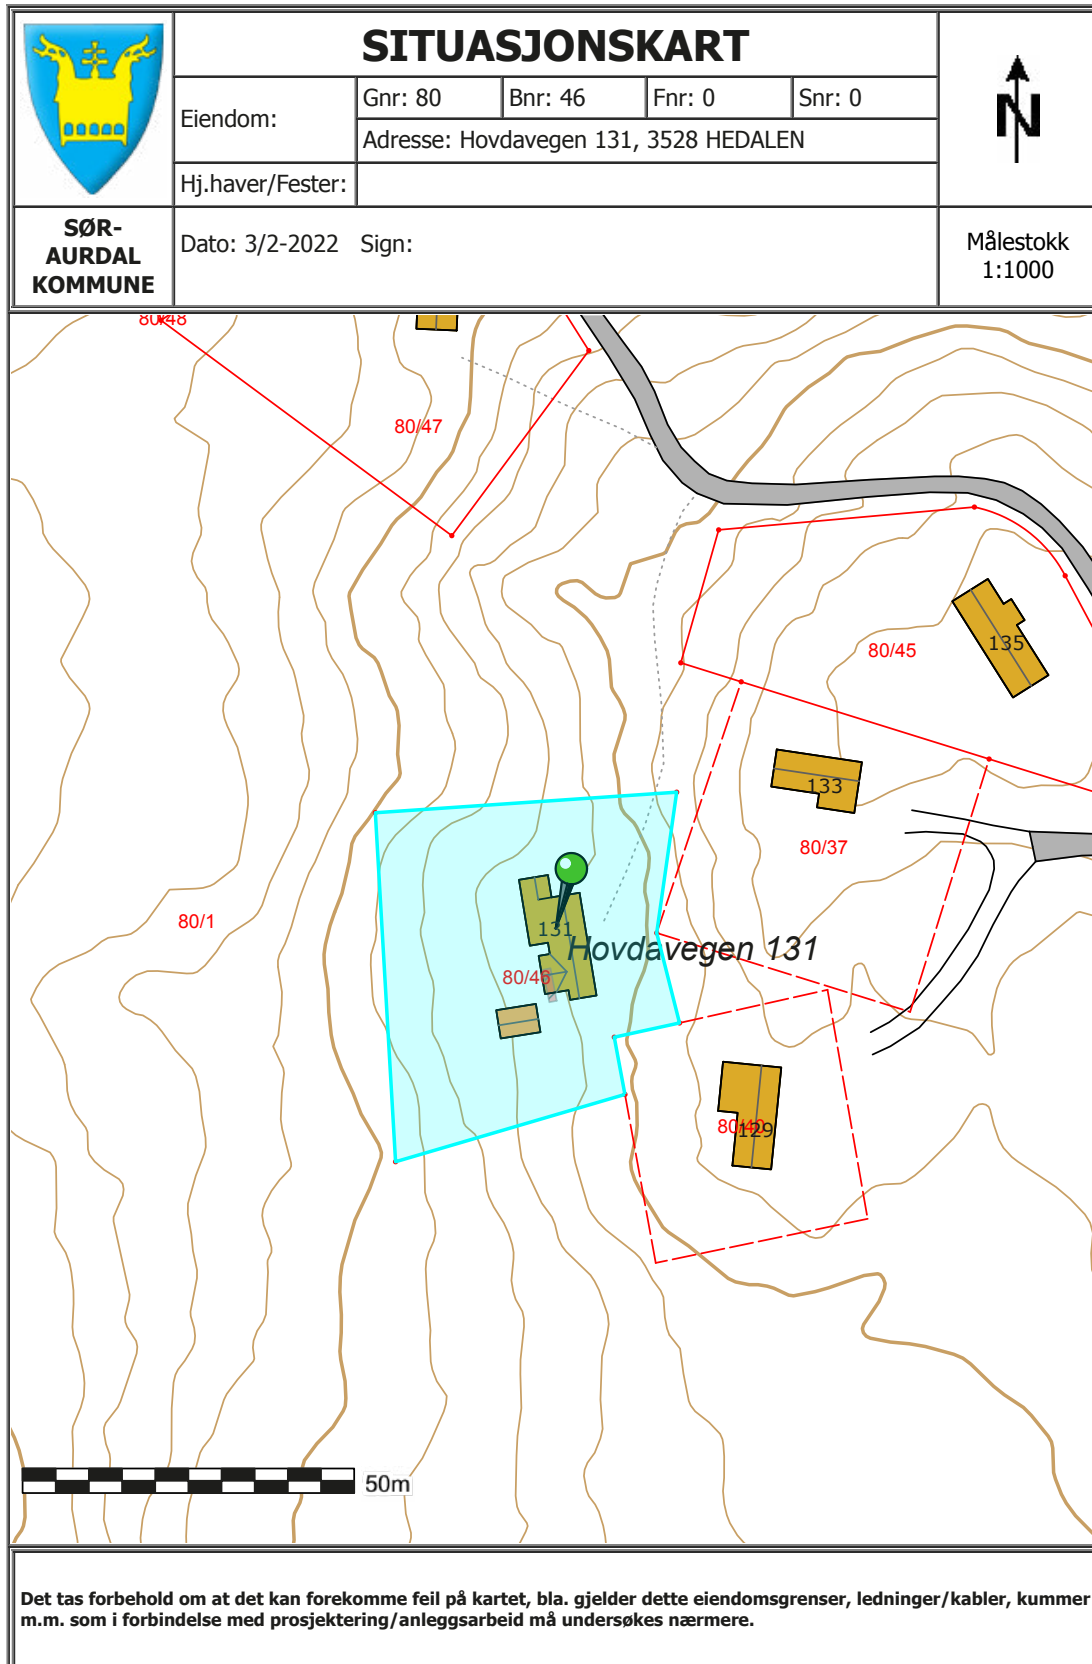 SITUASJONSKART
Eiendom:
Gnr: 80
Bnr: 46
Fnr: 0
Snr: 0
Adresse: Hovdavegen 131, 3528 HEDALEN
Hj.haver/Fester:
N
SØR-
AURDAL
KOMMUNE
Dato: 3/2-2022 Sign:
Målestokk
1:1000
80/48
80/47
135
80/45
133
80/37
80/1
131
Hovdavegen 131
80/46
129
50m
Det tas forbehold om at det kan forekomme feil på kartet, bla. gjelder dette eiendomsgrenser, ledninger/kabler, kummer
m.m. som i forbindelse med prosjektering/anleggsarbeid må undersøkes nærmere.